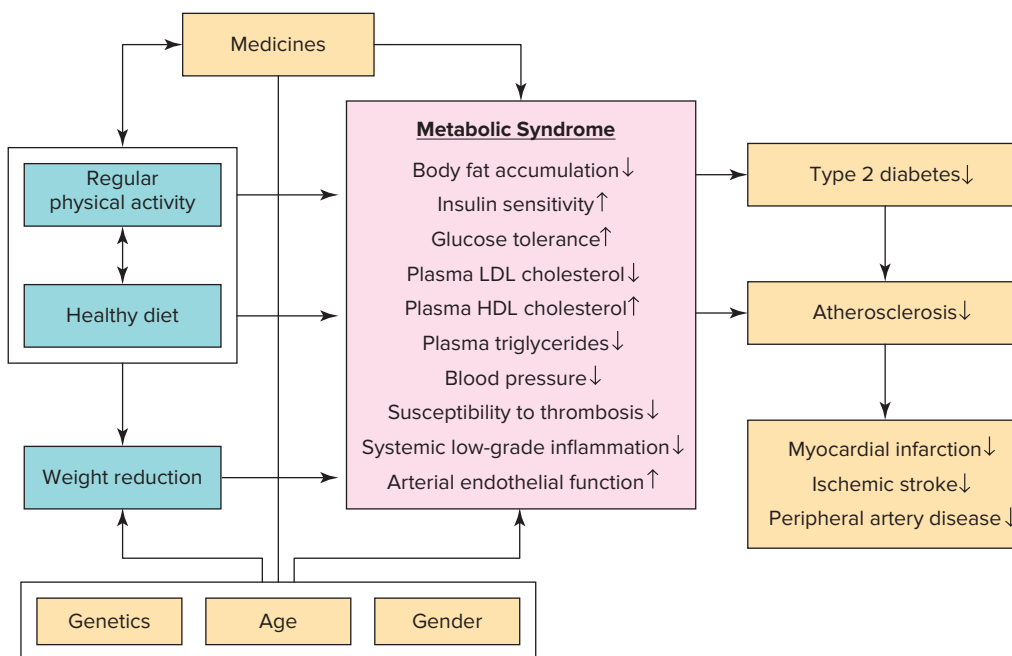 Medicines
Metabolic Syndrome
Body fat accumulation↓
Insulin sensitivity↑
Glucose tolerance↑
Plasma LDL cholesterol↓
Plasma HDL cholesterol↑
Plasma triglycerides↓
Blood pressure↓
Susceptibility to thrombosis↓
Systemic low-grade inflammation↓
Arterial endothelial function↑
Regular
physical activity
Healthy diet
Weight reduction
Type 2 diabetes↓
Atherosclerosis↓
Myocardial infarction↓
Ischemic stroke↓
Peripheral artery disease↓
Genetics
Age
Gender